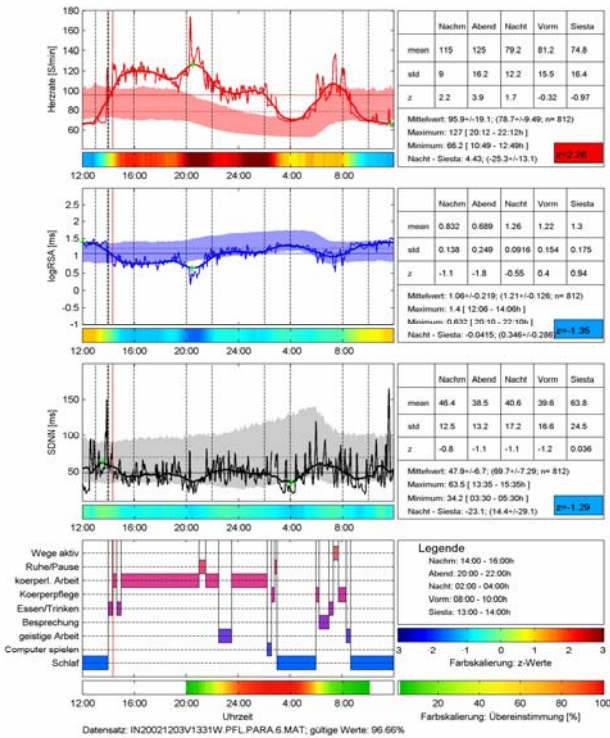 Herzrate [S/min]
180
160
140
120
100
80
60
12:00 16:00 20:00 24:00 4:00 8:00
Nachm Abend Nacht Vorm Siesta
mean 115 125 79.2 81.2 74.8
std 9 16.2 12.2 15.5 16.4
z 2.2 3.9 1.7 -0.32 -0.97
Mittelwert: 95.9+/-19.1; (78.7+/-9.49; n= 812)
Maximum: 127 [ 20:12 - 22:12h ]
Minimum: 66.2 [ 10:49 - 12:49h ]
Nacht - Siesta: 4.43; (-25.3+/-13.1)
z=2.26
logRSA [ms]
2.5
2
1.5
1
0.5
0
-0.5
-1
12:00 16:00 20:00 24:00 4:00 8:00
Nachm Abend Nacht Vorm Siesta
mean 0.832 0.689 1.26 1.22 1.3
std 0.138 0.249 0.0916 0.154 0.175
z -1.1 -1.8 -0.55 0.4 0.94
Mittelwert: 1.06+/-0.219; (1.21+/-0.126; n= 812)
Maximum: 1.4 [ 12:06 - 14:06h ]
Minimum: 0.632 [ 20:10 - 22:10h ]
Nacht - Siesta: -0.0415; (0.346+/-0.286)
z=-1.35
SDNN [ms]
150
100
50
12:00 16:00 20:00 24:00 4:00 8:00
Nachm Abend Nacht Vorm Siesta
mean 46.4 38.5 40.6 39.6 63.8
std 12.5 13.2 17.2 16.6 24.5
z -0.8 -1.1 -1.1 -1.2 0.036
Mittelwert: 47.9+/-6.7; (69.7+/-7.29; n= 812)
Maximum: 63.5 [ 13:35 - 15:35h ]
Minimum: 34.2 [ 03:30 - 05:30h ]
Nacht - Siesta: -23.1; (14.4+/-29.1)
z=-1.29
Wege aktiv
Ruhe/Pause
koerperl. Arbeit
Koerperpflege
Essen/Trinken
Besprechung
geistige Arbeit
Computer spielen
Schlaf
Legende
Nachm: 14:00 - 16:00h
Abend: 20:00 - 22:00h
Nacht: 02:00 - 04:00h
Vorm: 08:00 - 10:00h
Siesta: 13:00 - 14:00h
-3 -2 -1 0 1 2 3
Farbskalierung: z-Werte
12:00 16:00 20:00 24:00 4:00 8:00
Uhrzeit
20 40 60 80 100
Farbskalierung: Übereinstimmung [%]
Datensatz: IN20021203V1331W.PFL.PARA.6.MAT; gültige Werte: 96.66%